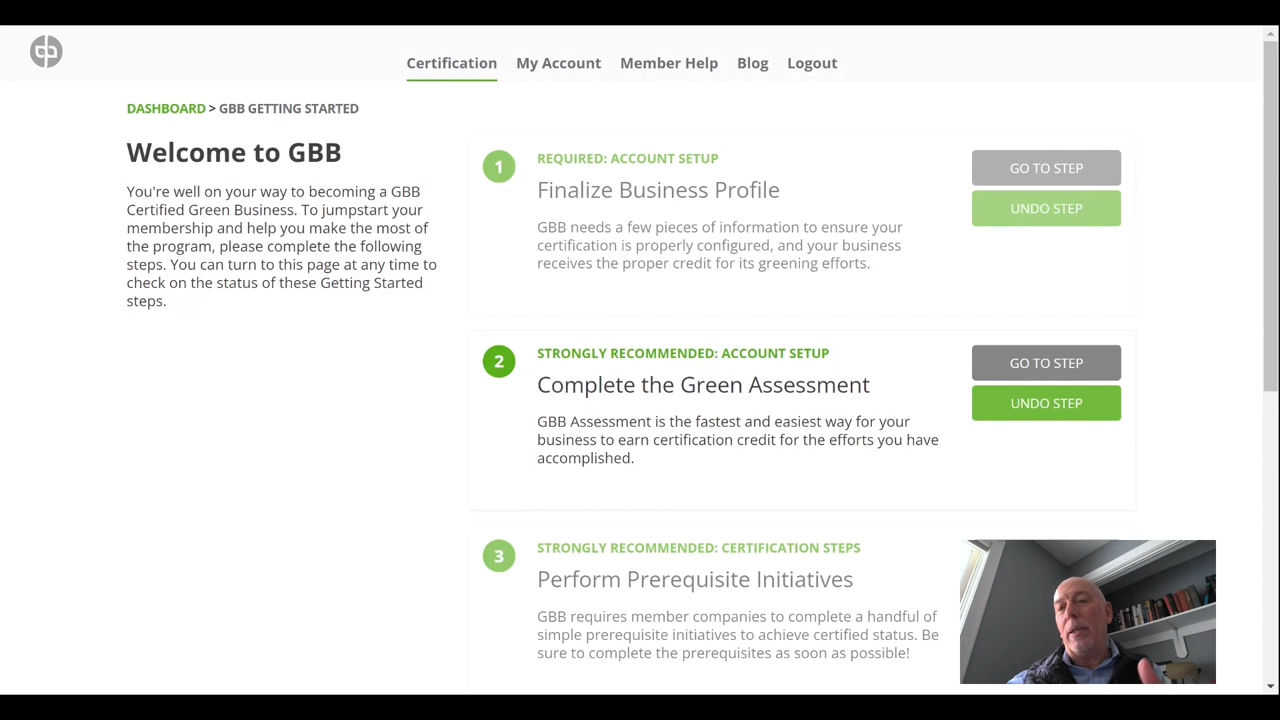 Certification My Account Member Help Blog Logout
DASHBOARD > GBB GETTING STARTED
Welcome to GBB
You're well on your way to becoming a GBB
Certified Green Business. To jumpstart your
membership and help you make the most of
the program, please complete the following
steps. You can turn to this page at any time to
check on the status of these Getting Started
steps.
1
REQUIRED: ACCOUNT SETUP
Finalize Business Profile
GBB needs a few pieces of information to ensure your
certification is properly configured, and your business
receives the proper credit for its greening efforts.
GO TO STEP
UNDO STEP
2
STRONGLY RECOMMENDED: ACCOUNT SETUP
Complete the Green Assessment
GBB Assessment is the fastest and easiest way for your
business to earn certification credit for the efforts you have
accomplished.
GO TO STEP
UNDO STEP
3
STRONGLY RECOMMENDED: CERTIFICATION STEPS
Perform Prerequisite Initiatives
GBB requires member companies to complete a handful of
simple prerequisite initiatives to achieve certified status. Be
sure to complete the prerequisites as soon as possible!